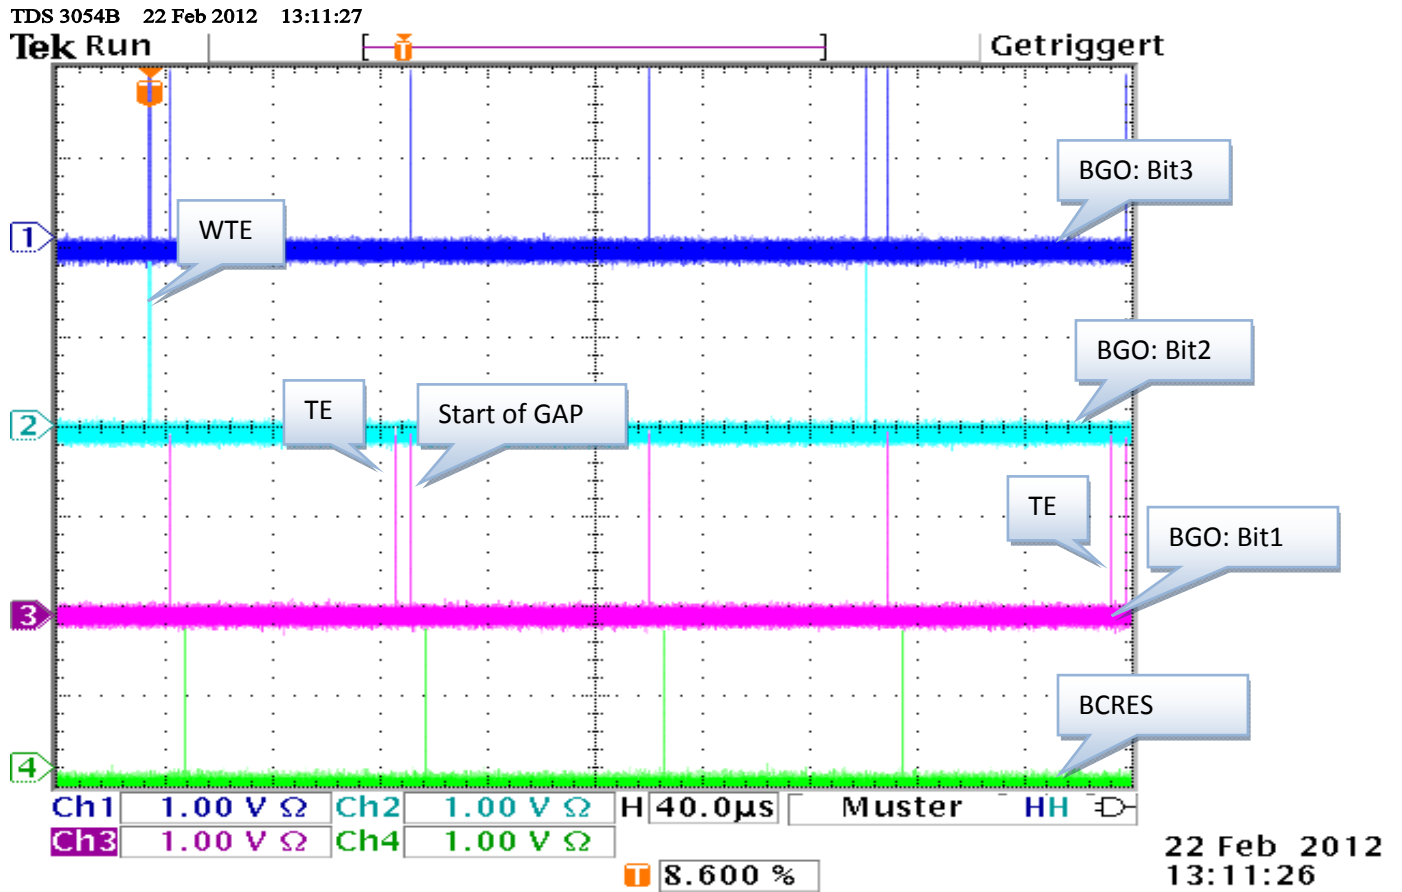 TDS 3054B 22 Feb 2012 13:11:27
Tek Run
T
Getriggert
T
BGO: Bit3
WTE
1
BGO: Bit2
TE
Start of GAP
2
TE
BGO: Bit1
3
BCRES
4
Ch1 1.00 V Ω Ch2 1.00 V Ω H 40.0µs Muster HH
Ch3 1.00 V Ω Ch4 1.00 V Ω
T 8.600 %
22 Feb 2012
13:11:26